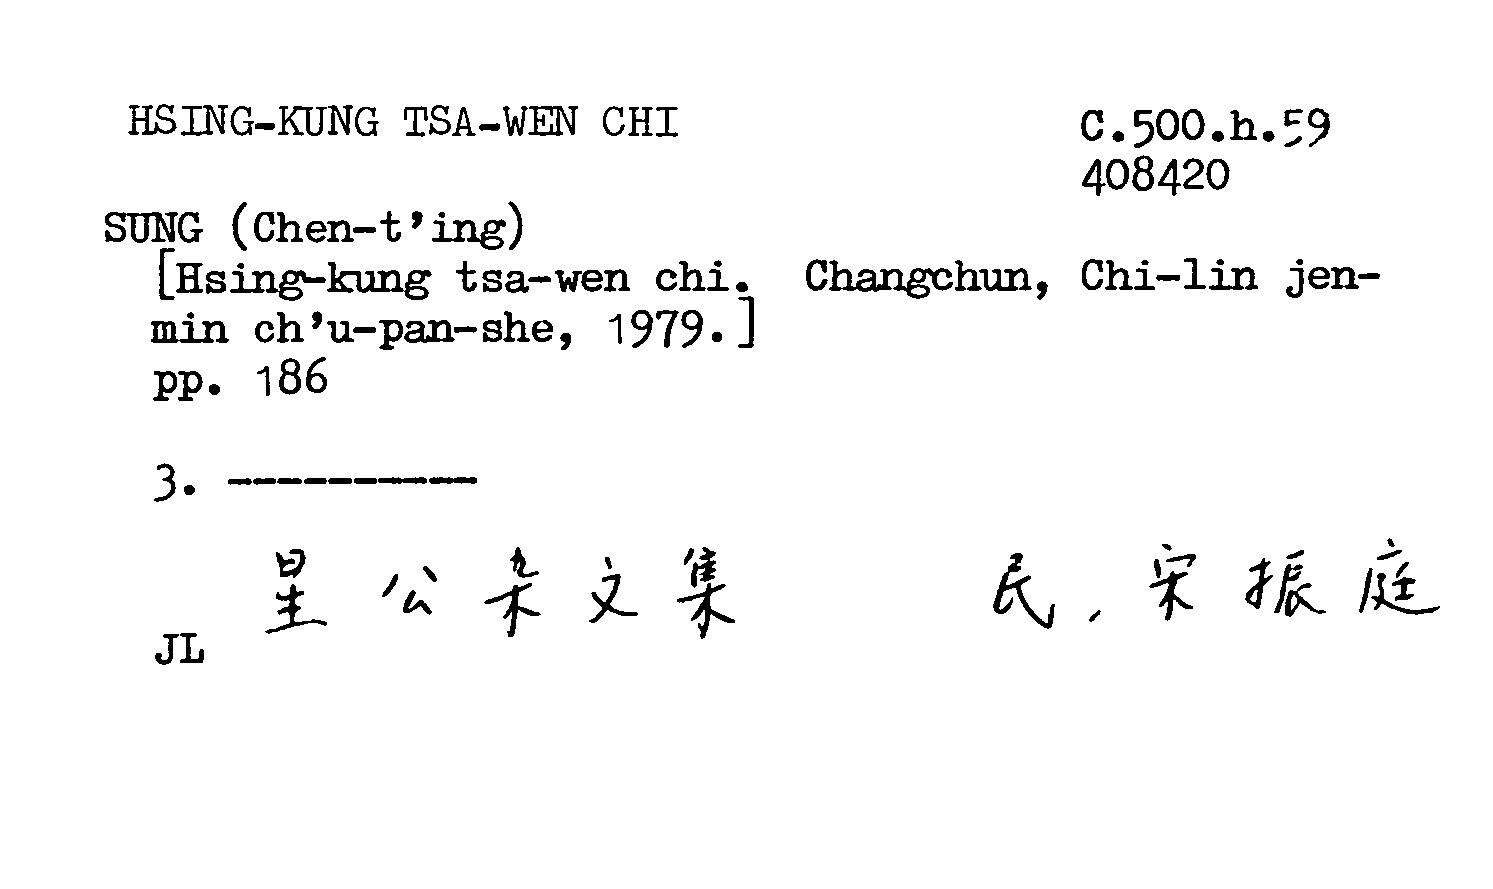 HSING-KUNG TSA-WEN CHI
C.500.h.59
408420
SUNG (Chen-t'ing)
[Hsing-kung tsa-wen chi. Changchun, Chi-lin jen-
min ch'u-pan-she, 1979.]
pp. 186
3. ----------
星公杂文集 民,宋振庭
JL